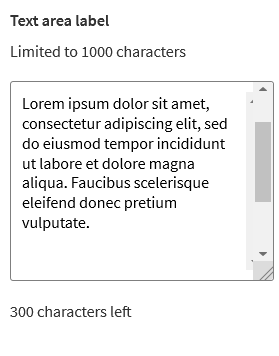 Text area label
Limited to 1000 characters
Lorem ipsum dolor sit amet,
consectetur adipiscing elit, sed
do eiusmod tempor incididunt
ut labore et dolore magna
aliqua. Faucibus scelerisque
eleifend donec pretium
vulputate.
300 characters left